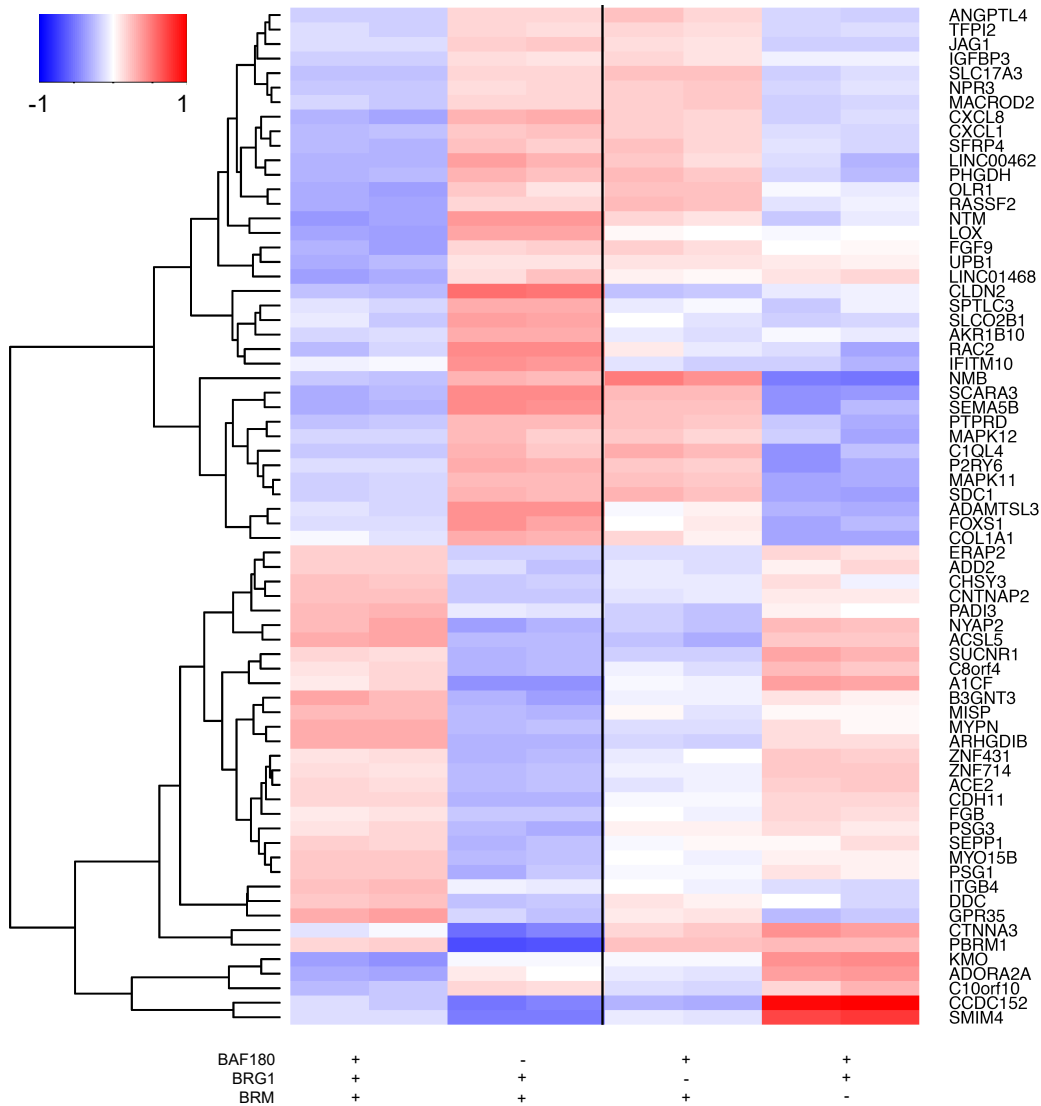 -1 1
ANGPTL4
TFPI2
JAG1
IGFBP3
SLC17A3
NPR3
MACROD2
CXCL8
CXCL1
SFRP4
LINC00462
PHGDH
OLR1
RASSF2
NTM
LOX
FGF9
UPB1
LINC01468
CLDN2
SPTLC3
SLCO2B1
AKR1B10
RAC2
IFITM10
NMB
SCARA3
SEMA5B
PTPRD
MAPK12
C1QL4
P2RY6
MAPK11
SDC1
ADAMTSL3
FOXS1
COL1A1
ERAP2
ADD2
CHSY3
CNTNAP2
PADI3
NYAP2
ACSL5
SUCNR1
C8orf4
A1CF
B3GNT3
MISP
MYPN
ARHGDIB
ZNF431
ZNF714
ACE2
CDH11
FGB
PSG3
SEPP1
MYO15B
PSG1
ITGB4
DDC
GPR35
CTNNA3
PBRM1
KMO
ADORA2A
C10orf10
CCDC152
SMIM4
BAF180 + - + +
BRG1 + + - +
BRM + + + -